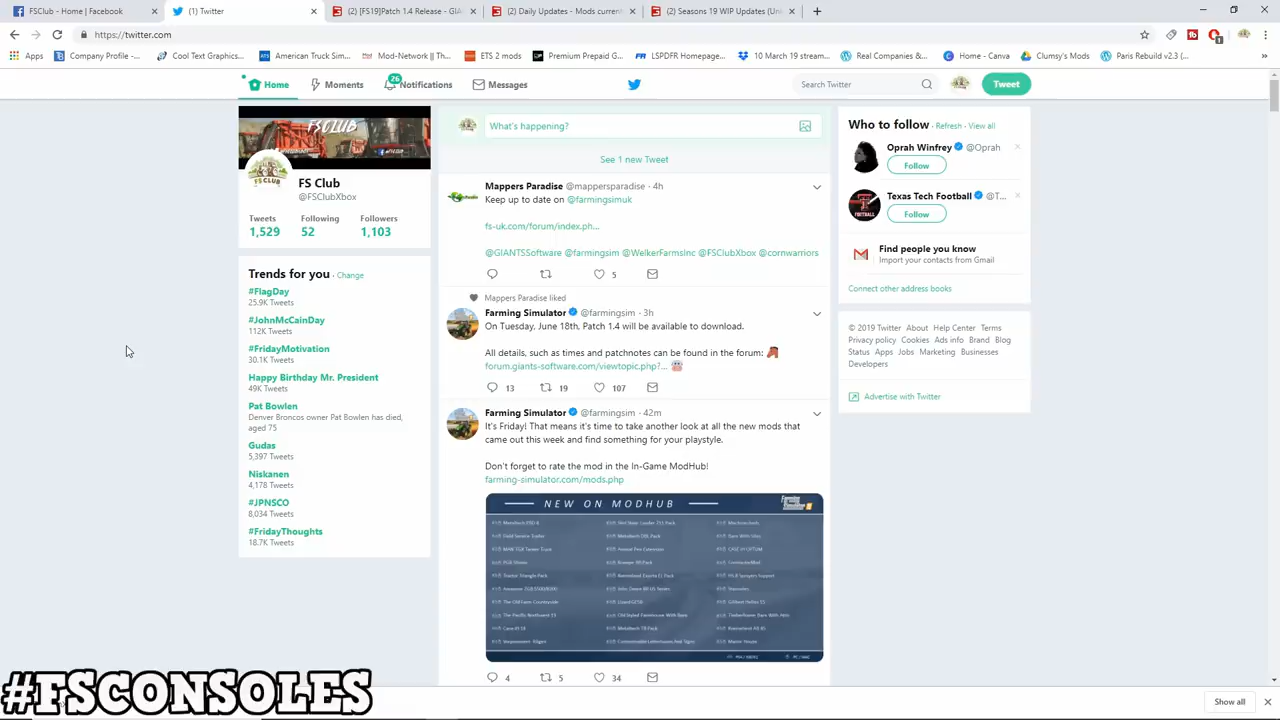 FSClub - Home | Facebook
(1) Twitter
(2) [FS19]Patch 1.4 Release - GIA
(2) Daily Updates - Mods current
(2) Seasons 19 WIP Updates (Un
https://twitter.com
Apps
Company Profile -...
Cool Text Graphics...
American Truck Sim...
Mod-Network || Th...
ETS 2 mods
Premium Prepaid G...
LSPDFR Homepage...
10 March 19 stream...
Real Companies &...
Home - Canva
Clumsy's Mods
Paris Rebuild v2.3 (...
Home
Moments
26
Notifications
Messages
Search Twitter
Tweet
FSCLUB
FS CLUB
FS Club
@FSClubXbox
Tweets Following Followers
1,529 52 1,103
Trends for you · Change
#FlagDay
25.9K Tweets
#JohnMcCainDay
112K Tweets
#FridayMotivation
30.1K Tweets
Happy Birthday Mr. President
49K Tweets
Pat Bowlen
Denver Broncos owner Pat Bowlen has died,
aged 75
Gudas
5,397 Tweets
Niskanen
4,178 Tweets
#JPNSCO
8,034 Tweets
#FridayThoughts
18.7K Tweets
What's happening?
See 1 new Tweet
Mappers Paradise @mappersparadise · 4h
Keep up to date on @farmingsimuk
fs-uk.com/forum/index.ph...
@GIANTSSoftware @farmingsim @WelkerFarmsInc @FSClubXbox @cornwarriors
5
Mappers Paradise liked
Farming Simulator @farmingsim · 3h
On Tuesday, June 18th, Patch 1.4 will be available to download.
All details, such as times and patchnotes can be found in the forum:
forum.giants-software.com/viewtopic.php?...
13 19 107
Farming Simulator @farmingsim · 42m
It's Friday! That means it's time to take another look at all the new mods that
came out this week and find something for your playstyle.
Don't forget to rate the mod in the In-Game ModHub!
farming-simulator.com/mods.php
NEW ON MODHUB
4 5 34
Who to follow · Refresh · View all
Oprah Winfrey @Oprah
Follow
Texas Tech Football @T...
Follow
Find people you know
Import your contacts from Gmail
Connect other address books
© 2019 Twitter About Help Center Terms
Privacy policy Cookies Ads info Brand Blog
Status Apps Jobs Marketing Businesses
Developers
Advertise with Twitter
#FSCONSOLES
Show all